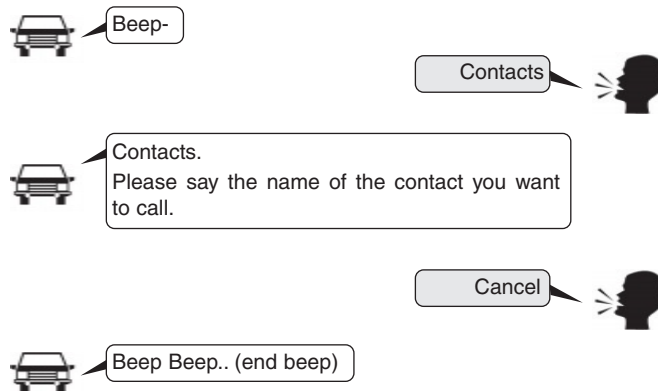 Beep-
Contacts
Contacts.
Please say the name of the contact you want
to call.
Cancel
Beep Beep.. (end beep)